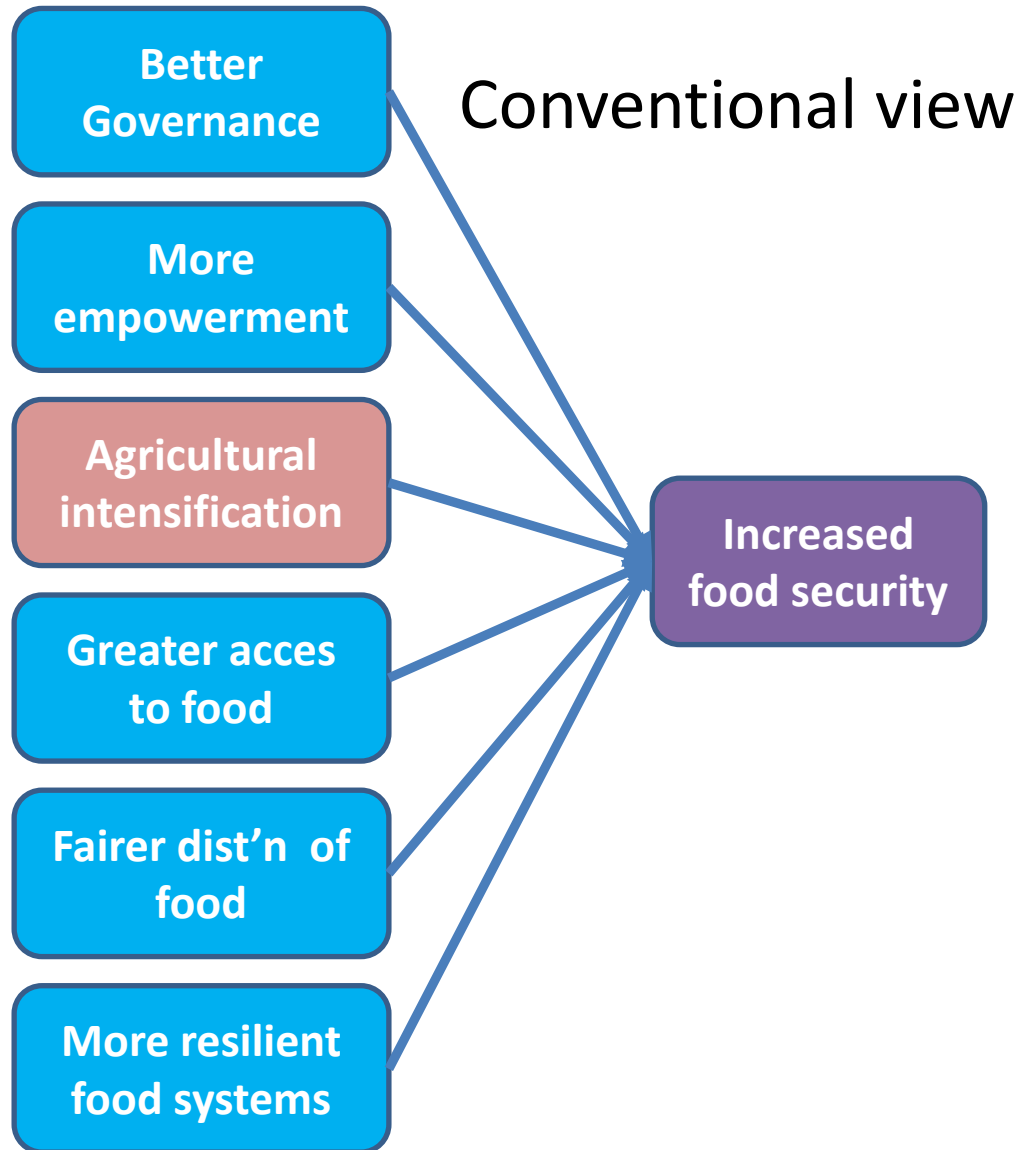 Conventional view
Better
Governance
More
empowerment
Agricultural
intensification
Greater acces
to food
Fairer dist’n  of
food
More resilient
food systems
Increased
food security